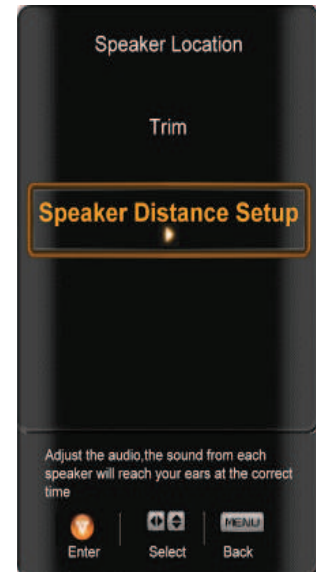 Speaker Location
Trim
Speaker Distance Setup
Adjust the audio,the sound from each
speaker will reach your ears at the correct
time
MENU
Enter Select Back